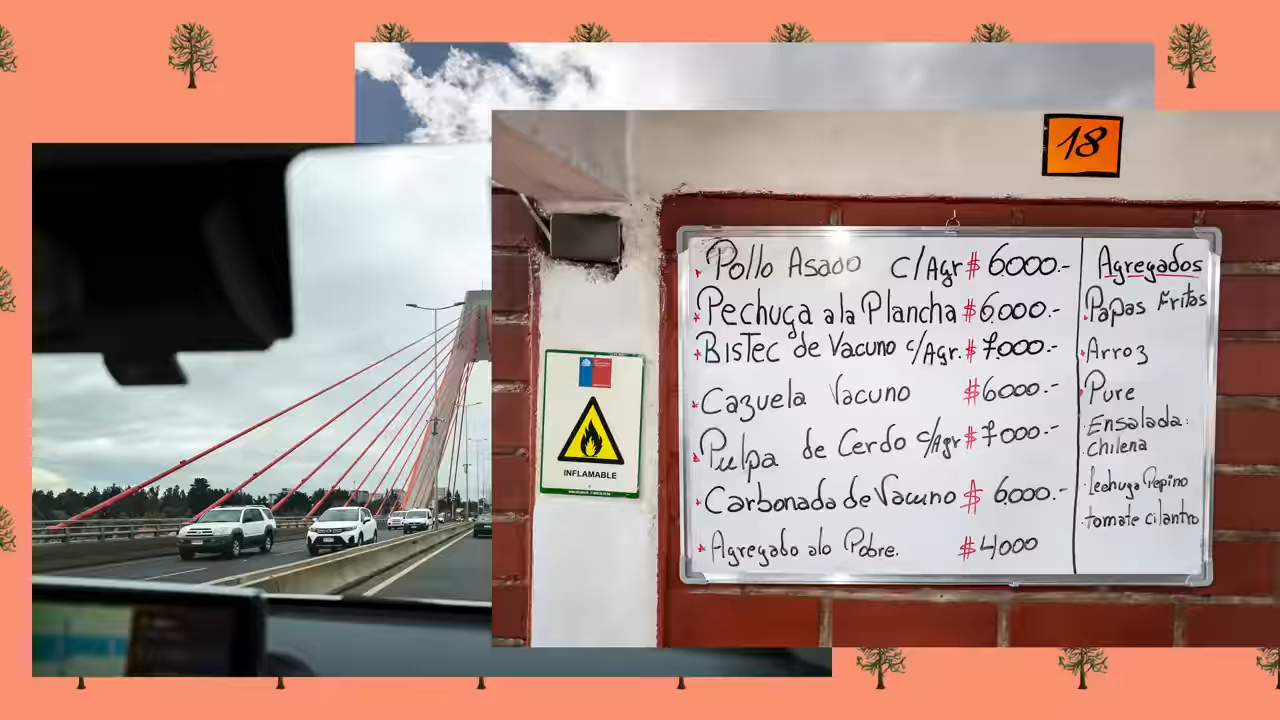 18
Pollo Asado c/Agr $ 6.000.-
Pechuga a la Plancha $ 6.000.-
BisTec de Vacuno c/Agr. $ 7.000.-
Cazuela Vacuno $6000.-
Pulpa de Cerdo c/Agr $ 7000.-
Carbonada de Vacuno $ 6.000.-
Agregado alo Pobre. $ 4000
Agregados
Papas Fritas
Arroz
Pure
Ensalada:
Chilena
Lechuga Pepino
tomate cilantro
INFLAMABLE